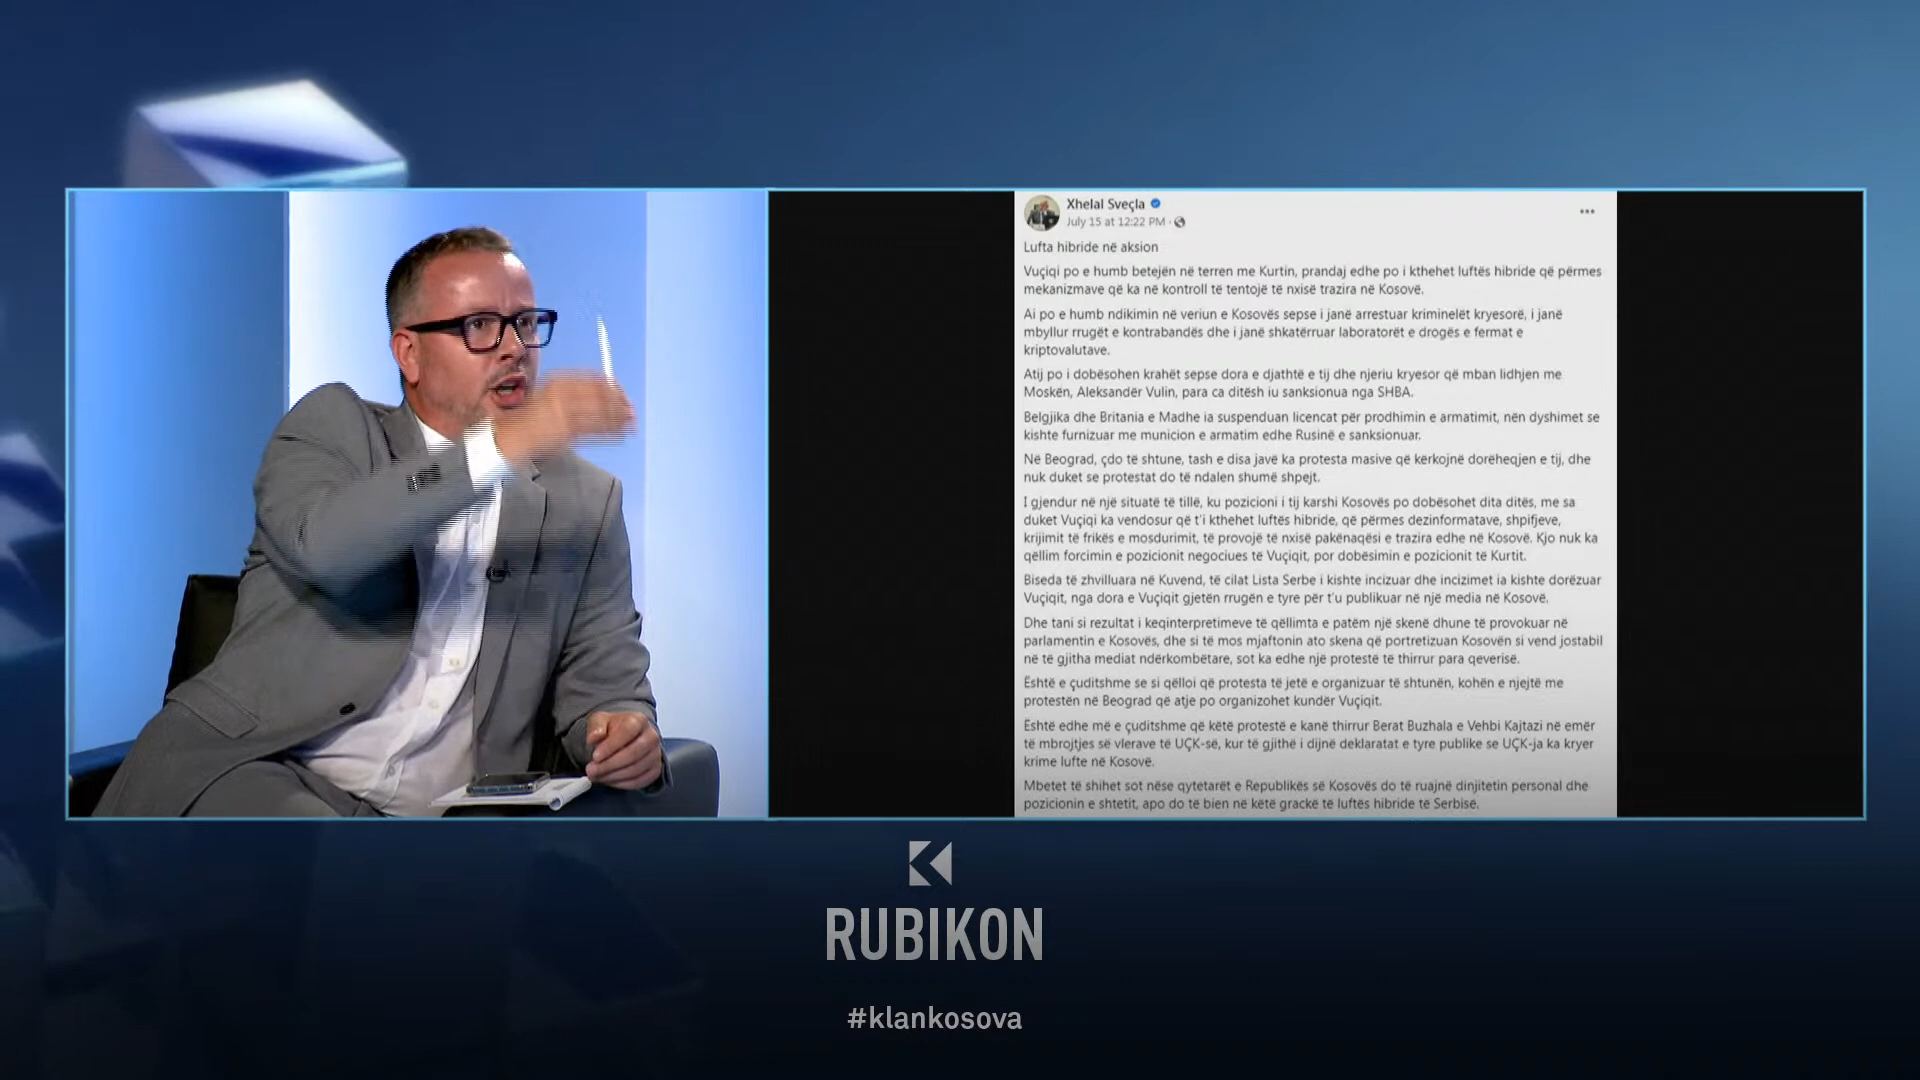 Xhelal Sveçla
July 15 at 12:22 PM ·
Lufta hibride në aksion
Vuçiqi po e humb betejën në terren me Kurtin, prandaj edhe po i kthehet luftës hibride që përmes
mekanizmave që ka në kontroll të tentojë të nxisë trazira në Kosovë.
Ai po e humb ndikimin në veriun e Kosovës sepse i janë arrestuar kriminelët kryesorë, i janë
mbyllur rrugët e kontrabandës dhe i janë shkatërruar laboratorët e drogës e fermat e
kriptovalutave.
Atij po i dobësohen krahët sepse dora e djathtë e tij dhe njeriu kryesor që mban lidhjen me
Moskën, Aleksandër Vulin, para ca ditësh iu sanksionua nga SHBA.
Belgjika dhe Britania e Madhe ia suspenduan licencat për prodhimin e armatimit, nën dyshimet se
kishte furnizuar me municion e armatim edhe Rusinë e sanksionuar.
Në Beograd, çdo të shtune, tash e disa javë ka protesta masive që kërkojnë dorëheqjen e tij, dhe
nuk duket se protestat do të ndalen shumë shpejt.
I gjendur në një situatë të tillë, ku pozicioni i tij karshi Kosovës po dobësohet dita ditës, me sa
duket Vuçiqi ka vendosur që t'i kthehet luftës hibride, që përmes dezinformatave, shpifjeve,
krijimit të frikës e mosdurimit, të provojë të nxisë pakënaqësi e trazira edhe në Kosovë. Kjo nuk ka
qëllim forcimin e pozicionit negociues të Vuçiqit, por dobësimin e pozicionit të Kurtit.
Biseda të zhvilluara në Kuvend, të cilat Lista Serbe i kishte incizuar dhe incizimet ia kishte dorëzuar
Vuçiqit, nga dora e Vuçiqit gjetën rrugën e tyre për t'u publikuar në një media në Kosovë.
Dhe tani si rezultat i keqinterpretimeve të qëllimta e patëm një skenë dhune të provokuar në
parlamentin e Kosovës, dhe si të mos mjaftonin ato skena që portretizuan Kosovën si vend jostabil
në të gjitha mediat ndërkombëtare, sot ka edhe një protestë të thirrur para qeverisë.
Është e çuditshme se si qëlloi që protesta të jetë e organizuar të shtunën, kohën e njejtë me
protestën në Beograd që atje po organizohet kundër Vuçiqit.
Është edhe më e çuditshme që këtë protestë e kanë thirrur Berat Buzhala e Vehbi Kajtazi në emër
të mbrojtjes së vlerave të UÇK-së, kur të gjithë i dijnë deklaratat e tyre publike se UÇK-ja ka kryer
krime lufte në Kosovë.
Mbetet të shihet sot nëse qytetarët e Republikës së Kosovës do të ruajnë dinjitetin personal dhe
pozicionin e shtetit, apo do të bien në këtë grackë të luftës hibride të Serbisë.
RUBIKON
#klankosova